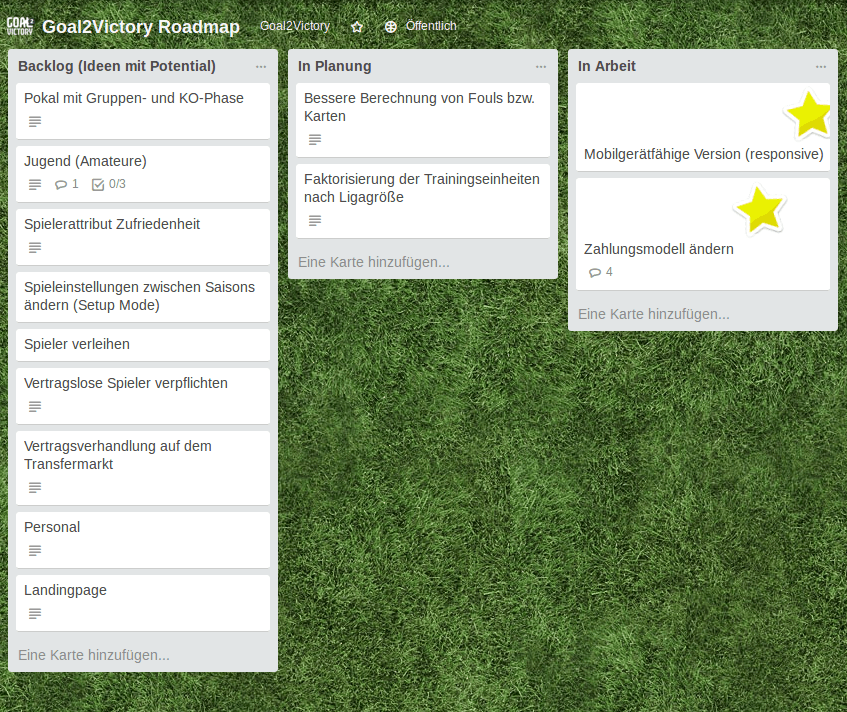 GOAL2
VICTORY
Goal2Victory Roadmap
Goal2Victory
Öffentlich
Backlog (Ideen mit Potential)
Pokal mit Gruppen- und KO-Phase
Jugend (Amateure)
1
0/3
Spielerattribut Zufriedenheit
Spieleinstellungen zwischen Saisons
ändern (Setup Mode)
Spieler verleihen
Vertragslose Spieler verpflichten
Vertragsverhandlung auf dem
Transfermarkt
Personal
Landingpage
Eine Karte hinzufügen...
In Planung
Bessere Berechnung von Fouls bzw.
Karten
Faktorisierung der Trainingseinheiten
nach Ligagröße
Eine Karte hinzufügen...
In Arbeit
Mobilgerätfähige Version (responsive)
Zahlungsmodell ändern
4
Eine Karte hinzufügen...